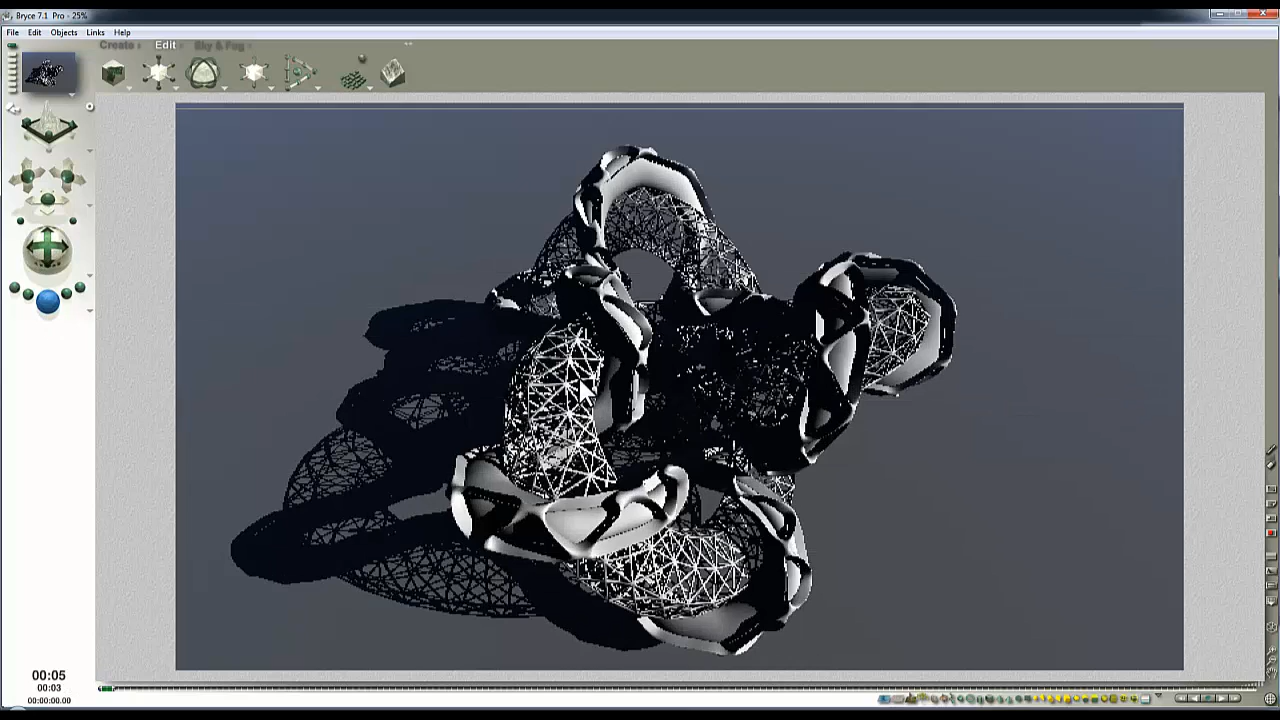 Bryce 7.1 Pro - 25%
File Edit Objects Links Help
Create Edit Sky & Fog
00:05
00:03
00:00:00.00